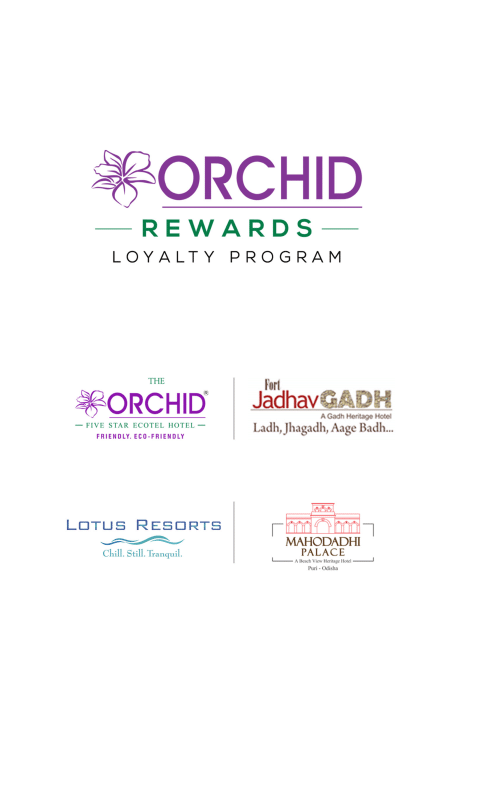 ORCHID
REWARDS
LOYALTY PROGRAM
THE
ORCHID®
FIVE STAR ECOTEL HOTEL
FRIENDLY. ECO-FRIENDLY
Fort
JadhavGADH
A Gadh Heritage Hotel
Ladh, Jhagadh, Aage Badh...
LOTUS RESORTS
Chill. Still. Tranquil.
MAHODADHI
PALACE
A Beach View Heritage Hotel
Puri - Odisha